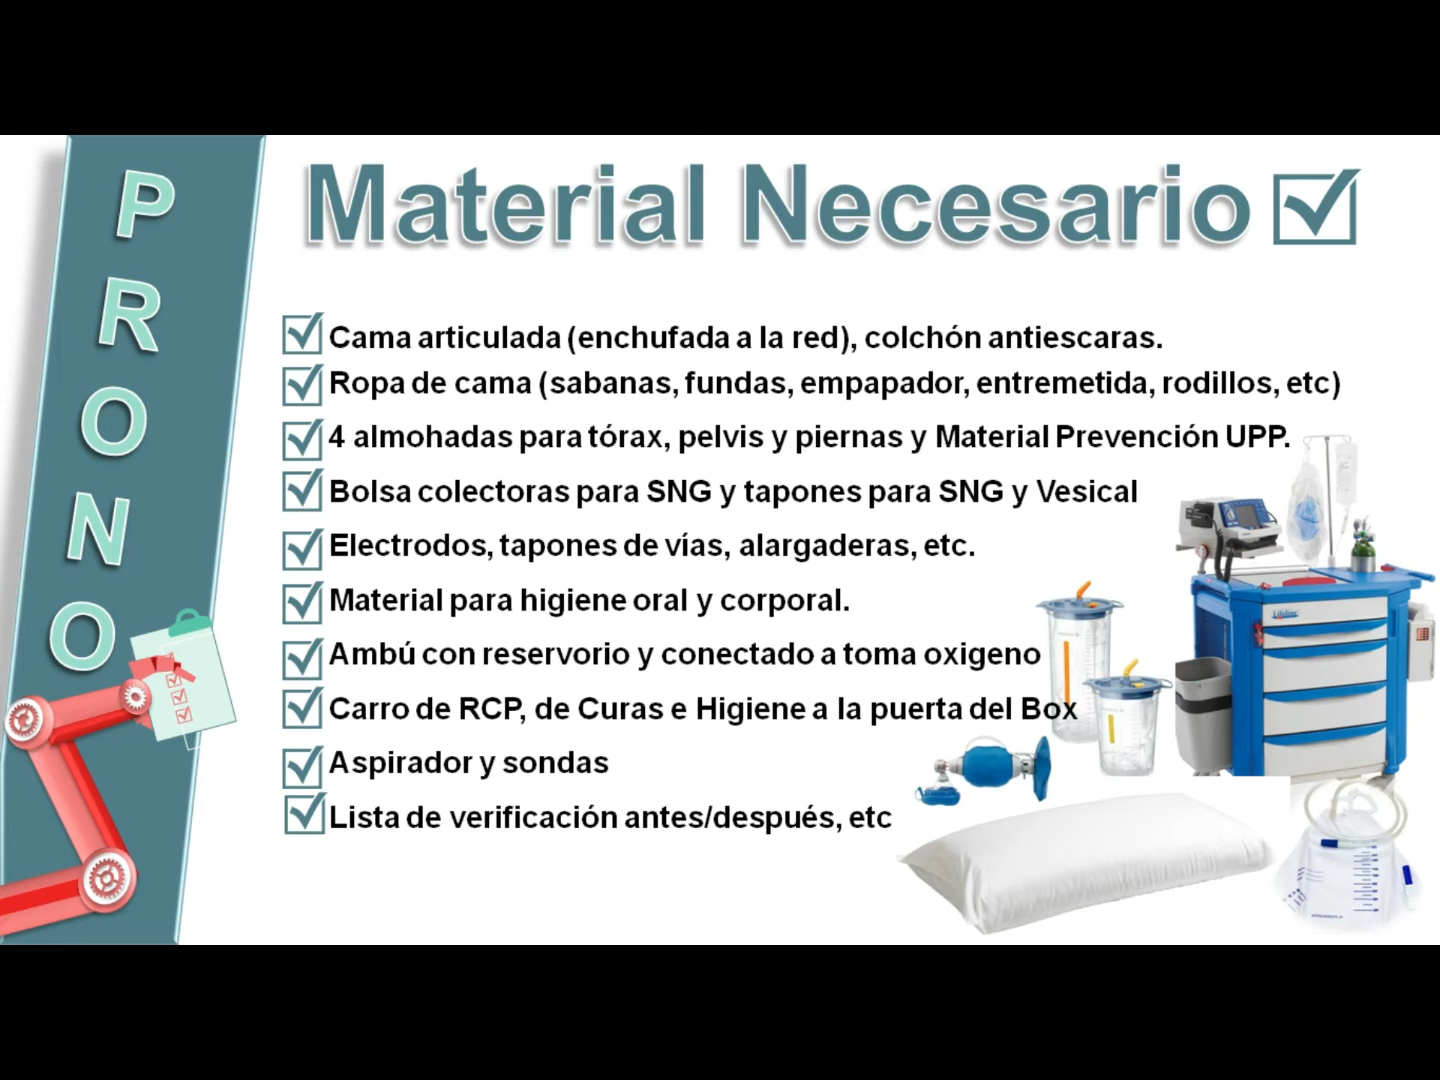 PRONO
Material Necesario
Cama articulada (enchufada a la red), colchón antiescaras.
Ropa de cama (sabanas, fundas, empapador, entremetida, rodillos, etc)
4 almohadas para tórax, pelvis y piernas y Material Prevención UPP.
Bolsa colectoras para SNG y tapones para SNG y Vesical
Electrodos, tapones de vías, alargaderas, etc.
Material para higiene oral y corporal.
Ambú con reservorio y conectado a toma oxigeno
Carro de RCP, de Curas e Higiene a la puerta del Box
Aspirador y sondas
Lista de verificación antes/después, etc